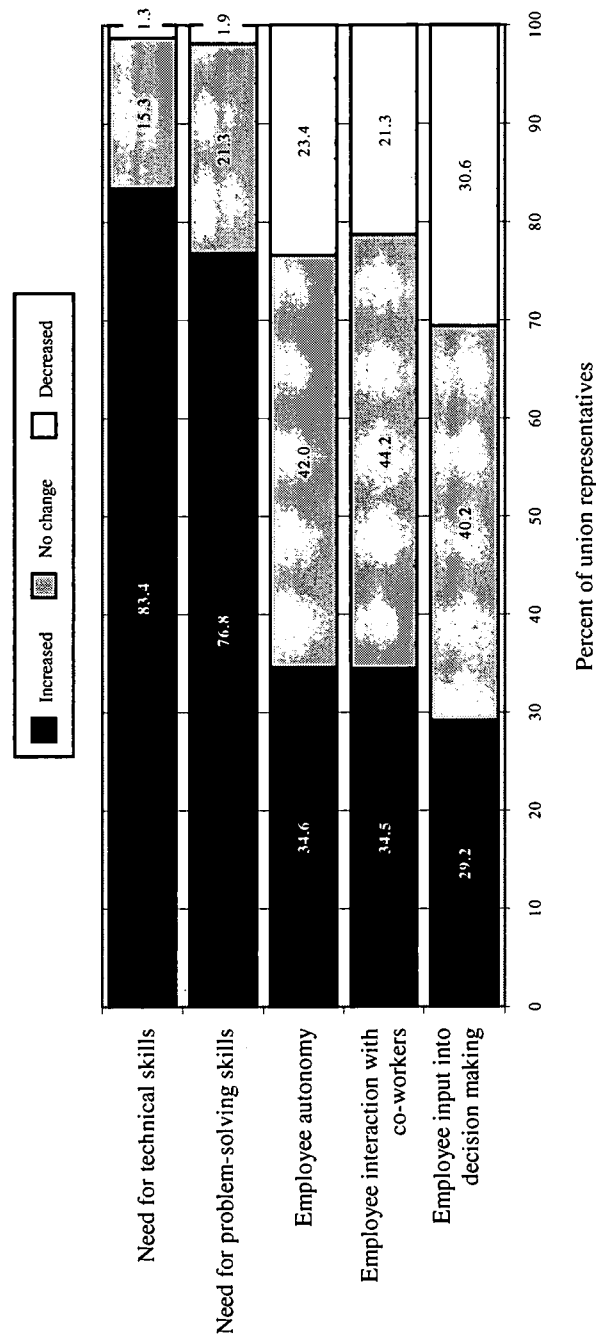 Increased No change Decreased
Need for technical skills 83.4 15.3 1.3
Need for problem-solving skills 76.8 21.3 1.9
Employee autonomy 34.6 42.0 23.4
Employee interaction with
co-workers 34.5 44.2 21.3
Employee input into
decision making 29.2 40.2 30.6
0 10 20 30 40 50 60 70 80 90 100
Percent of union representatives